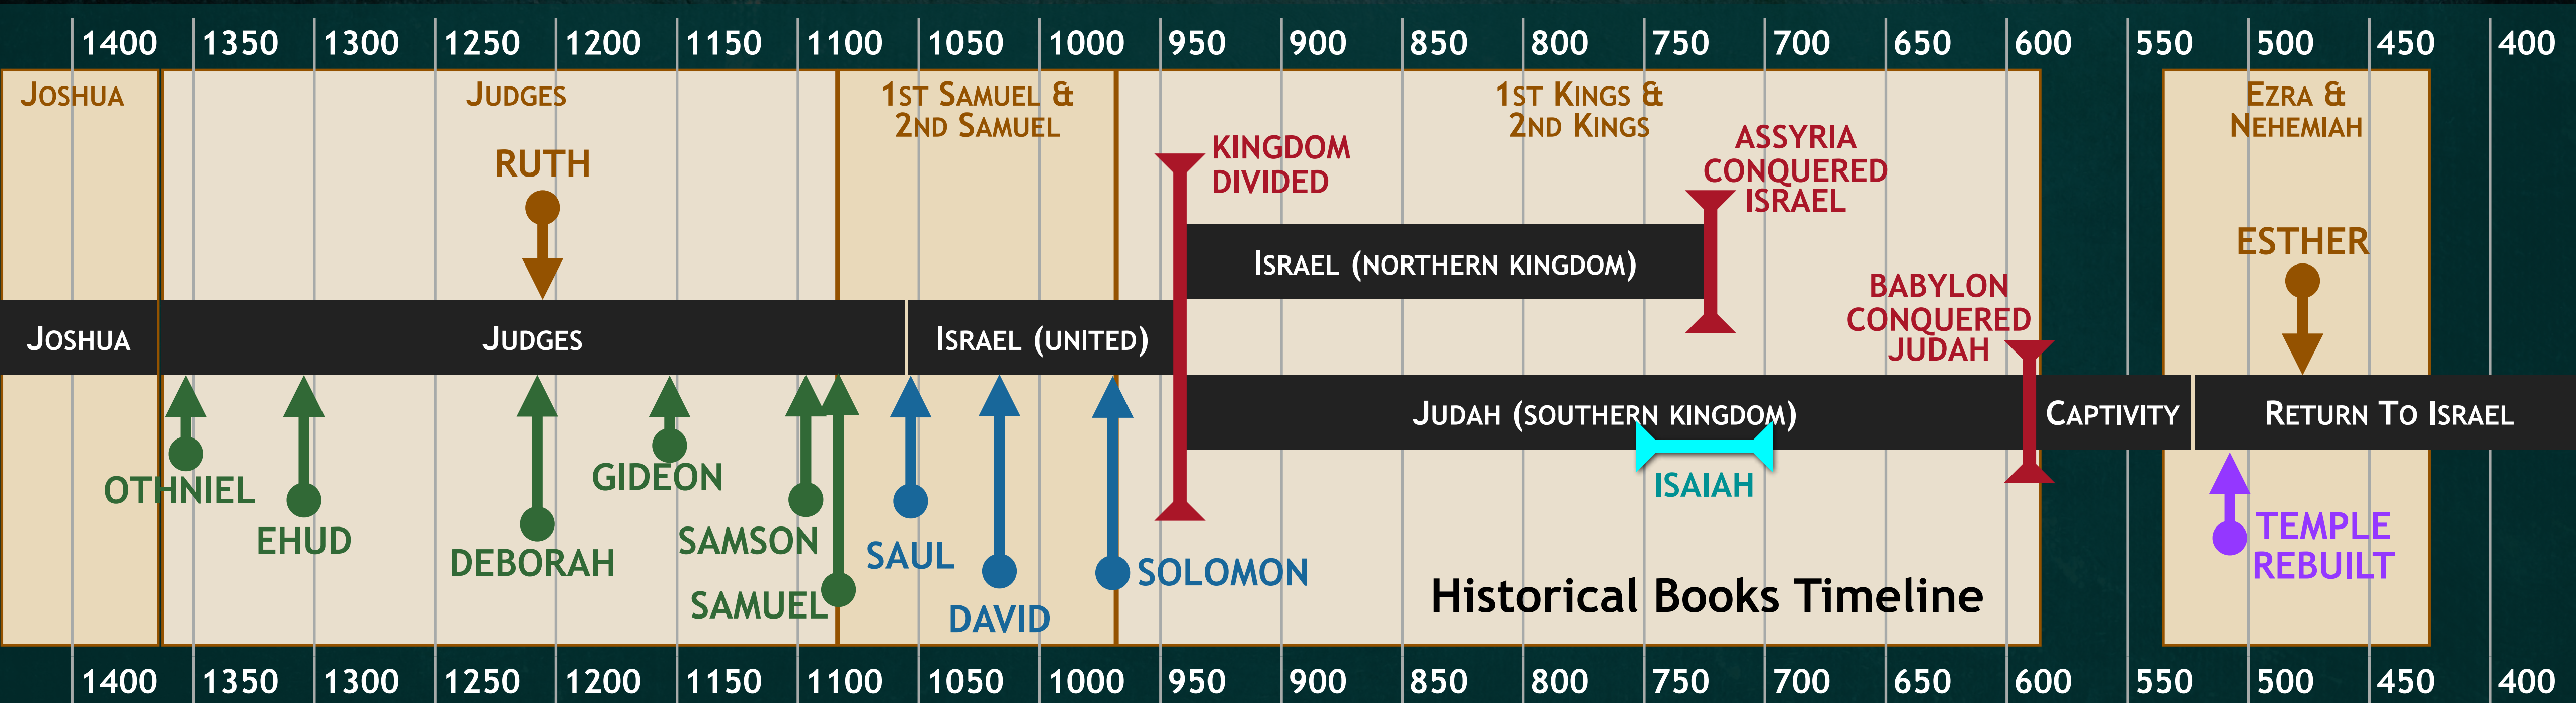 1400 1350 1300 1250 1200 1150 1100 1050 1000 950 900 850 800 750 700 650 600 550 500 450 400
JOSHUA
JUDGES
1ST SAMUEL &
2ND SAMUEL
1ST KINGS &
2ND KINGS
EZRA &
NEHEMIAH
RUTH
KINGDOM
DIVIDED
ASSYRIA
CONQUERED
ISRAEL
ESTHER
ISRAEL (NORTHERN KINGDOM)
BABYLON
CONQUERED
JUDAH
JOSHUA
JUDGES
ISRAEL (UNITED)
JUDAH (SOUTHERN KINGDOM)
CAPTIVITY
RETURN TO ISRAEL
OTHNIEL
EHUD
DEBORAH
GIDEON
SAMSON
SAMUEL
SAUL
DAVID
SOLOMON
ISAIAH
TEMPLE
REBUILT
Historical Books Timeline
1400 1350 1300 1250 1200 1150 1100 1050 1000 950 900 850 800 750 700 650 600 550 500 450 400